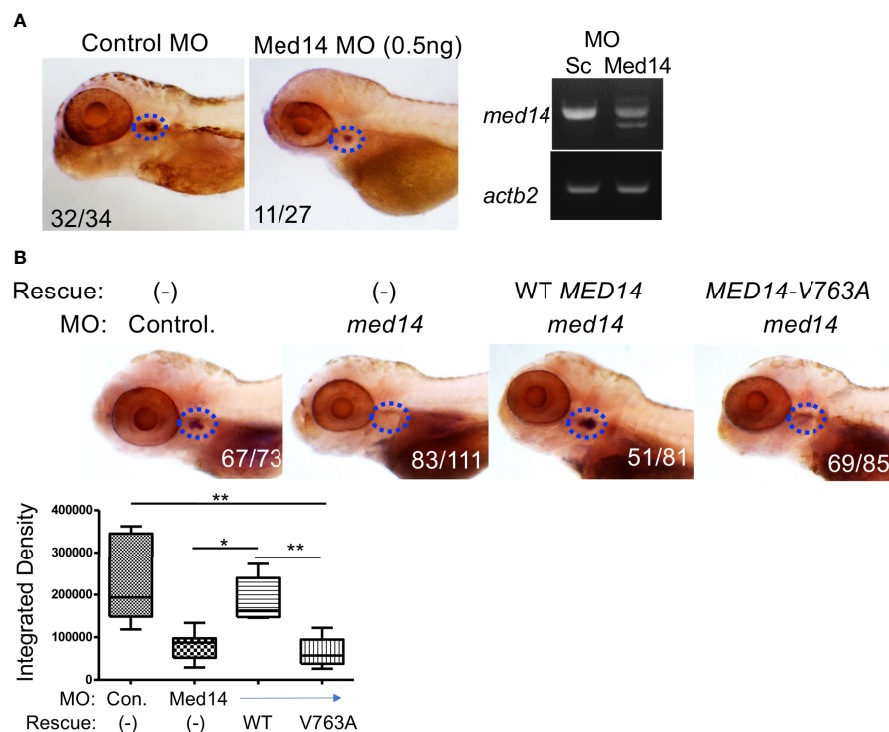 A
Control MO
Med14 MO (0.5ng)
MO
Sc Med14
med14
actb2
32/34
11/27
B
Rescue: (-) (-) WT MED14 MED14-V763A
MO: Control. med14 med14 med14
67/73
83/111
51/81
69/85
Integrated Density
400000
300000
200000
100000
0
**
*
**
MO: Con. Med14
Rescue: (-) (-) WT V763A